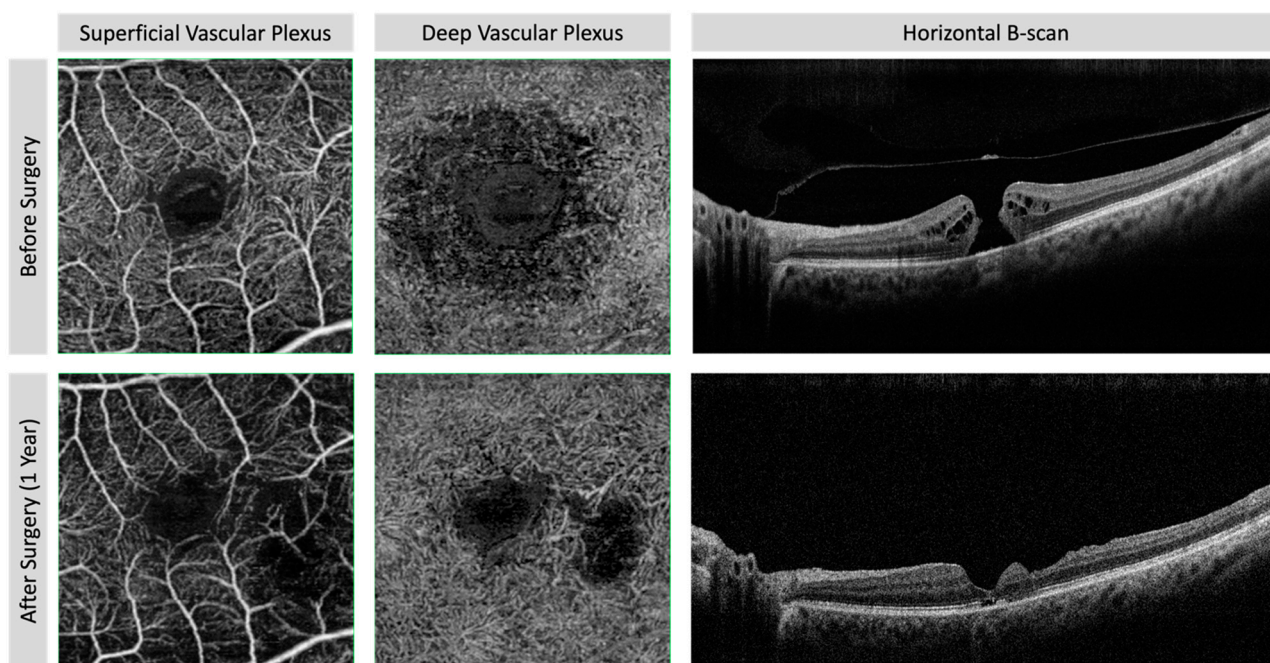 Superficial Vascular Plexus
Deep Vascular Plexus
Horizontal B-scan
Before Surgery
After Surgery (1 Year)